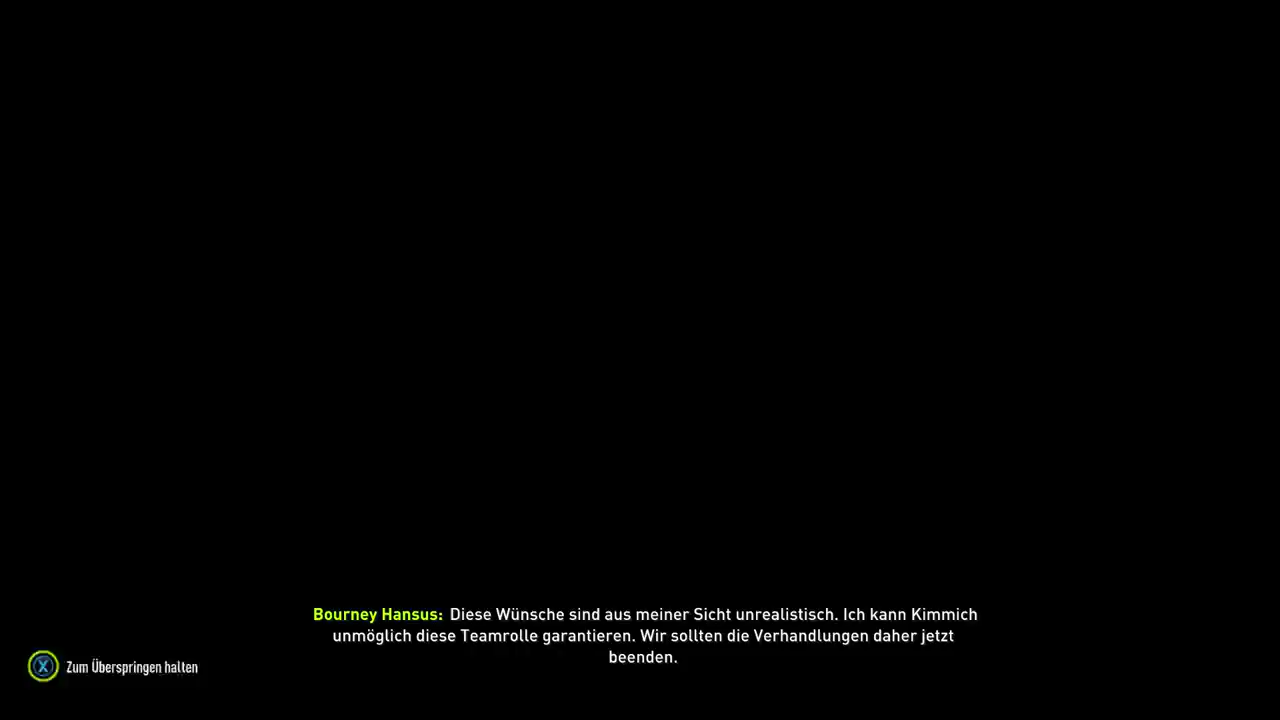 Bourney Hansus: Diese Wünsche sind aus meiner Sicht unrealistisch. Ich kann Kimmich
unmöglich diese Teamrolle garantieren. Wir sollten die Verhandlungen daher jetzt
beenden.
X Zum Überspringen halten